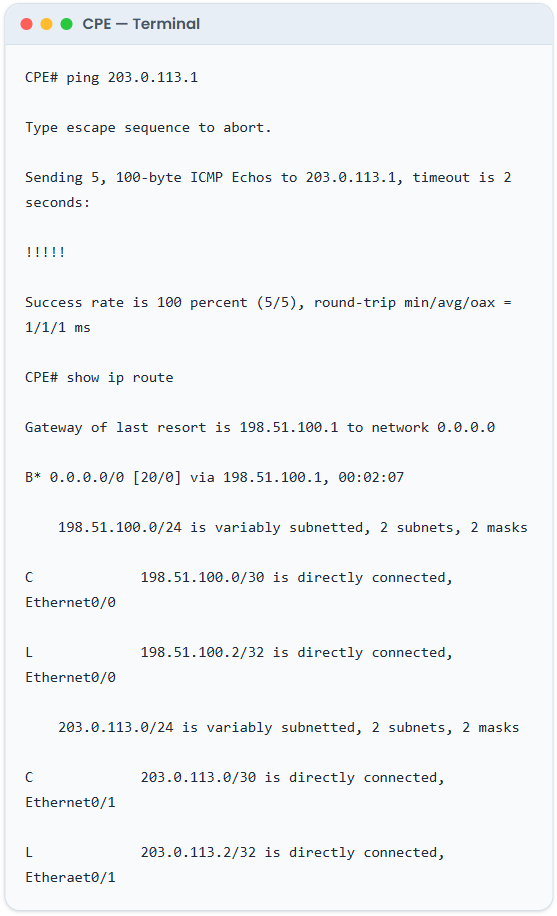 CPE — Terminal
CPE# ping 203.0.113.1
Type escape sequence to abort.
Sending 5, 100-byte ICMP Echos to 203.0.113.1, timeout is 2
seconds:
!!!!!
Success rate is 100 percent (5/5), round-trip min/avg/oax =
1/1/1 ms
CPE# show ip route
Gateway of last resort is 198.51.100.1 to network 0.0.0.0
B* 0.0.0.0/0 [20/0] via 198.51.100.1, 00:02:07
198.51.100.0/24 is variably subnetted, 2 subnets, 2 masks
C 198.51.100.0/30 is directly connected,
Ethernet0/0
L 198.51.100.2/32 is directly connected,
Ethernet0/0
203.0.113.0/24 is variably subnetted, 2 subnets, 2 masks
C 203.0.113.0/30 is directly connected,
Ethernet0/1
L 203.0.113.2/32 is directly connected,
Etheraet0/1